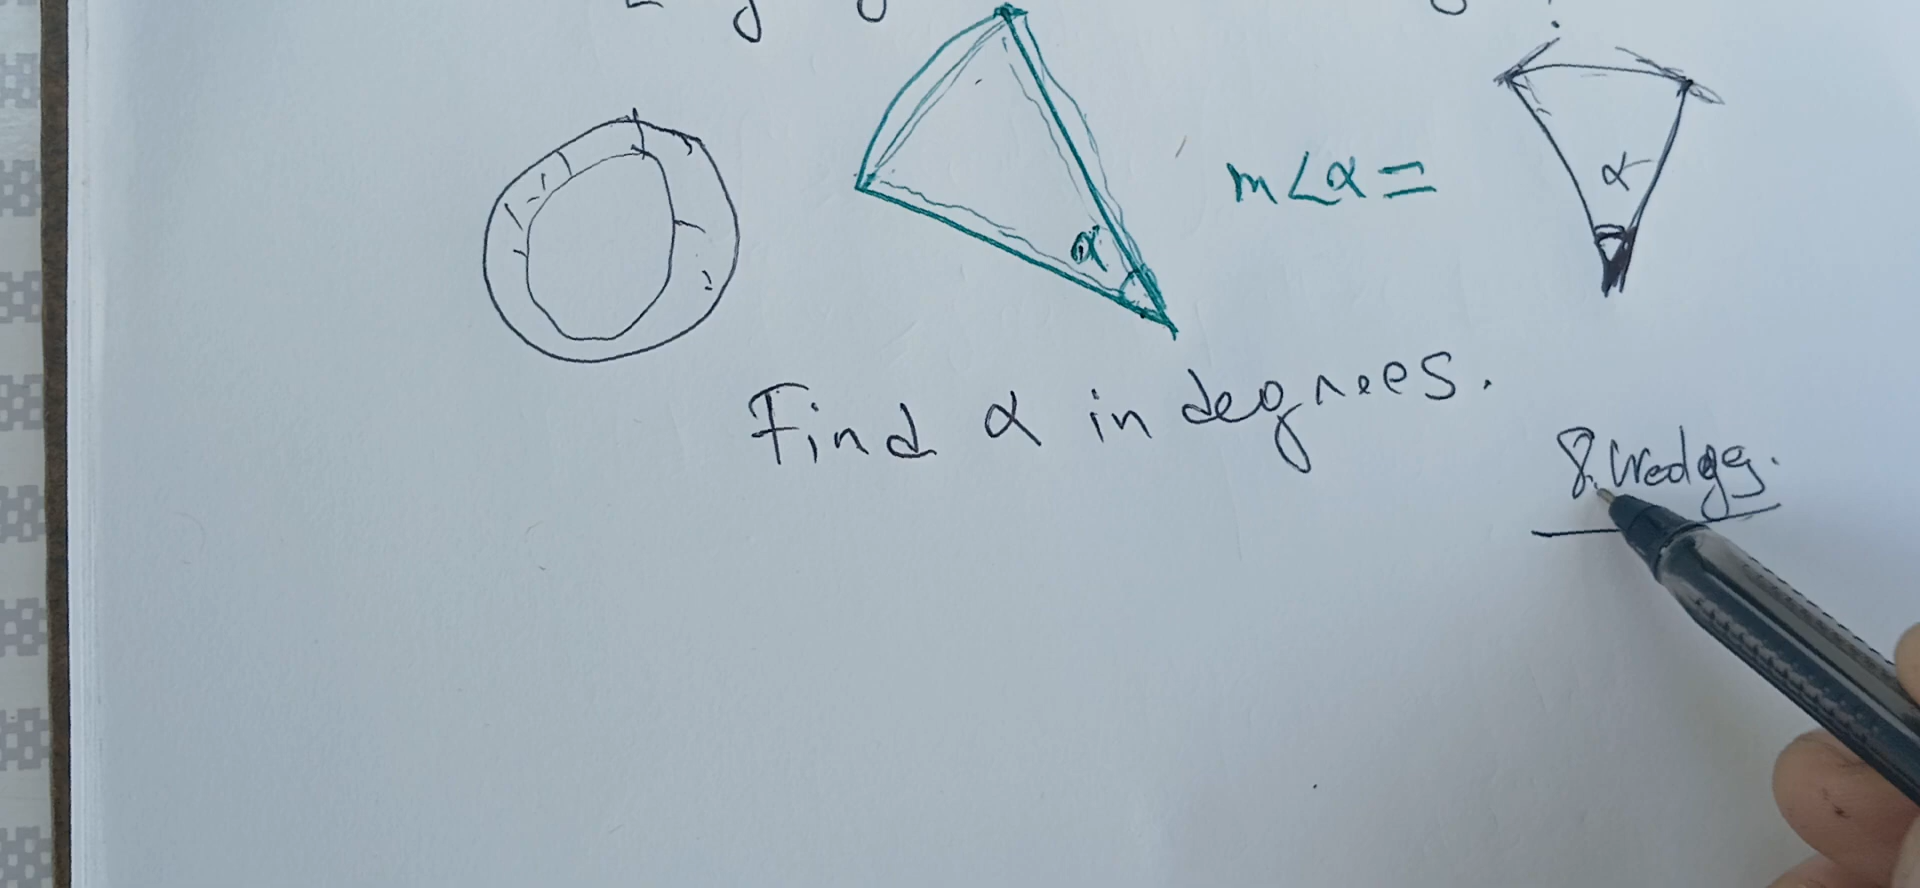 m∠α =
α
α
Find α in degrees.
8 wedges.